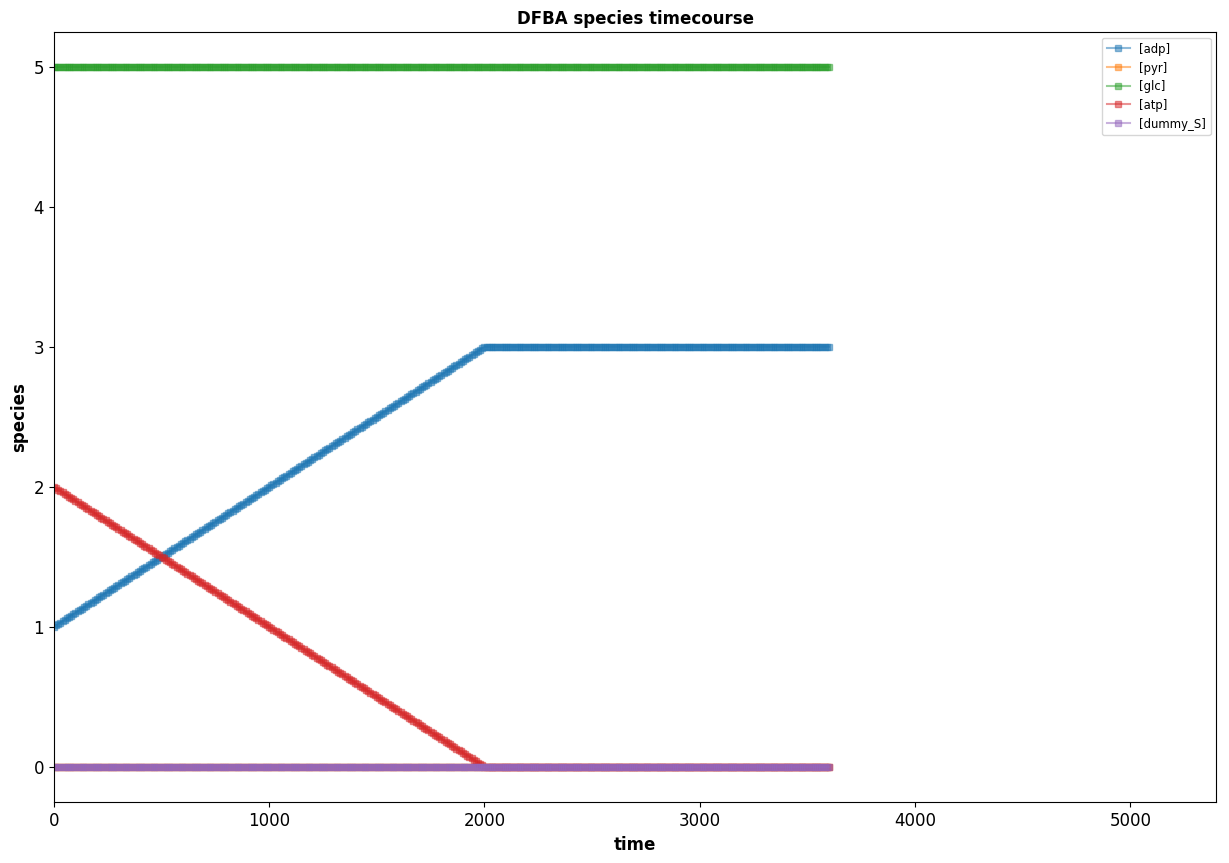 DFBA species timecourse
[adp]
[pyr]
[glc]
[atp]
[dummy_S]
5
4
3
2
1
0
species
0 1000 2000 3000 4000 5000
time